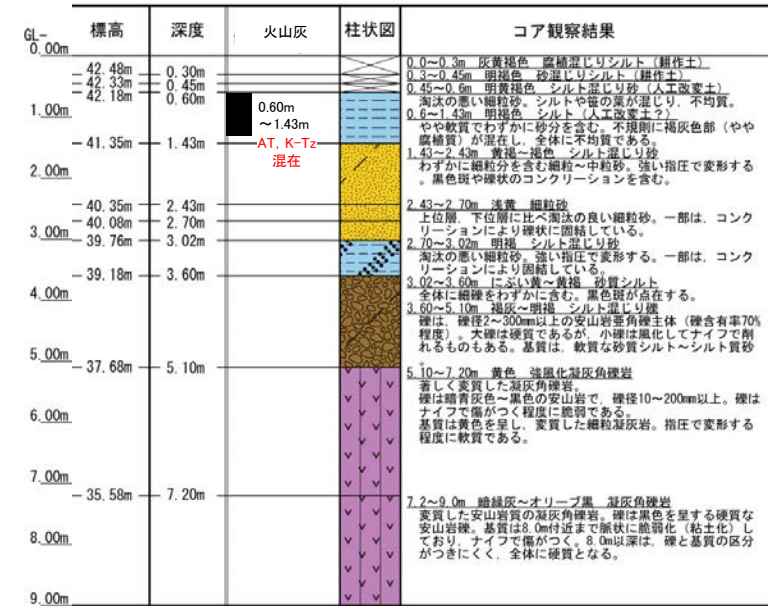 標高 深度 火山灰 柱状図 コア観察結果
GL-
0.00m
1.00m
2.00m
3.00m
4.00m
5.00m
6.00m
7.00m
8.00m
9.00m
42.48m 0.30m
42.33m 0.45m
42.18m 0.60m
41.35m 1.43m
40.35m 2.43m
40.08m 2.70m
39.76m 3.02m
39.18m 3.60m
37.68m 5.10m
35.58m 7.20m
0.60m
～1.43m
AT, K-Tz
混在
0.0～0.3m 灰黄褐色 腐植混じりシルト（耕作土）
0.3～0.45m 明褐色 砂混じりシルト（耕作土）
0.45～0.6m 明黄褐色 シルト混じり砂（人工改変土）
淘汰の悪い細粒砂。シルトや笹の葉が混じり、不均質。
0.6～1.43m 明褐色 シルト（人工改変土？）
やや軟質でわずかに砂分を含む。不規則に褐灰色部（やや
腐植質）が混在し、全体に不均質である。
1.43～2.43m 黄褐～褐色 シルト混じり砂
わずかに細粒分を含む細粒～中粒砂。強い指圧で変形する
。黒色斑や礫状のコンクリーションを含む。
2.43～2.70m 浅黄 細粒砂
上位層、下位層に比べ淘汰の良い細粒砂。一部は、コンク
リーションにより礫状に固結している。
2.70～3.02m 明褐 シルト混じり砂
淘汰の悪い細粒砂。強い指圧で変形する。一部は、コンク
リーションにより固結している。
3.02～3.60m にぶい黄～黄褐 砂質シルト
全体に細礫をわずかに含む。黒色斑が点在する。
3.60～5.10m 褐灰～明褐 シルト混じり礫
礫は、礫径2～300mm以上の安山岩亜角礫主体（礫含有率70%
程度）。大礫は硬質であるが、小礫は風化してナイフで削
れるものもある。基質は、軟質な砂質シルト～シルト質砂
。
5.10～7.20m 黄色 強風化凝灰角礫岩
著しく変質した凝灰角礫岩。
礫は暗青灰色～黒色の安山岩で、礫径10～200mm以上。礫は
ナイフで傷がつく程度に脆弱である。
基質は黄色を呈し、変質した細粒凝灰岩。指圧で変形する
程度に軟質である。
7.2～9.0m 暗緑灰～オリーブ黒 凝灰角礫岩
変質した安山岩質の凝灰角礫岩。礫は黒色を呈する硬質な
安山岩礫。基質は8.0m付近まで脈状に脆弱化（粘土化）し
ており、ナイフで傷がつく。8.0m以深は、礫と基質の区分
がつきにくく、全体に硬質となる。